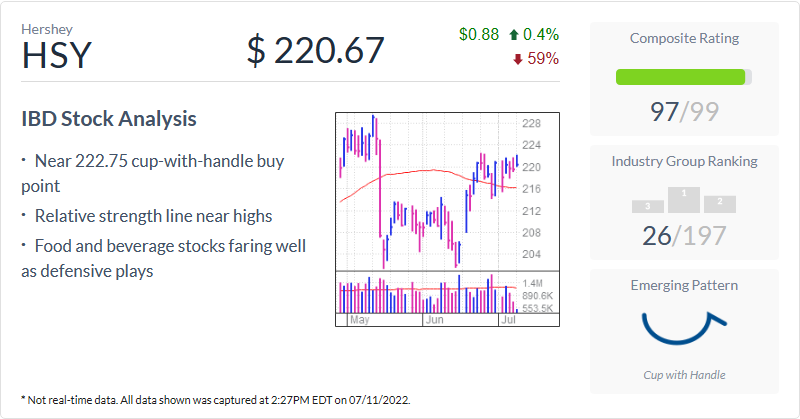 Hershey
HSY
$ 220.67
$0.88 0.4%
59%
IBD Stock Analysis
· Near 222.75 cup-with-handle buy
point
· Relative strength line near highs
· Food and beverage stocks faring well
as defensive plays
228
224
220
216
212
208
204
1.4M
890.6K
553.5K
May Jun Jul
Composite Rating
97/99
Industry Group Ranking
3 1 2
26/197
Emerging Pattern
Cup with Handle
* Not real-time data. All data shown was captured at 2:27PM EDT on 07/11/2022.